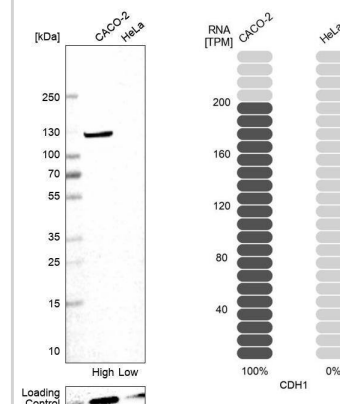 [kDa]
CACO-2
HeLa
250
130
100
70
55
35
25
15
10
High Low
Loading
Control
RNA
[TPM]
CACO-2
HeLa
200
160
120
80
40
100%
0%
CDH1